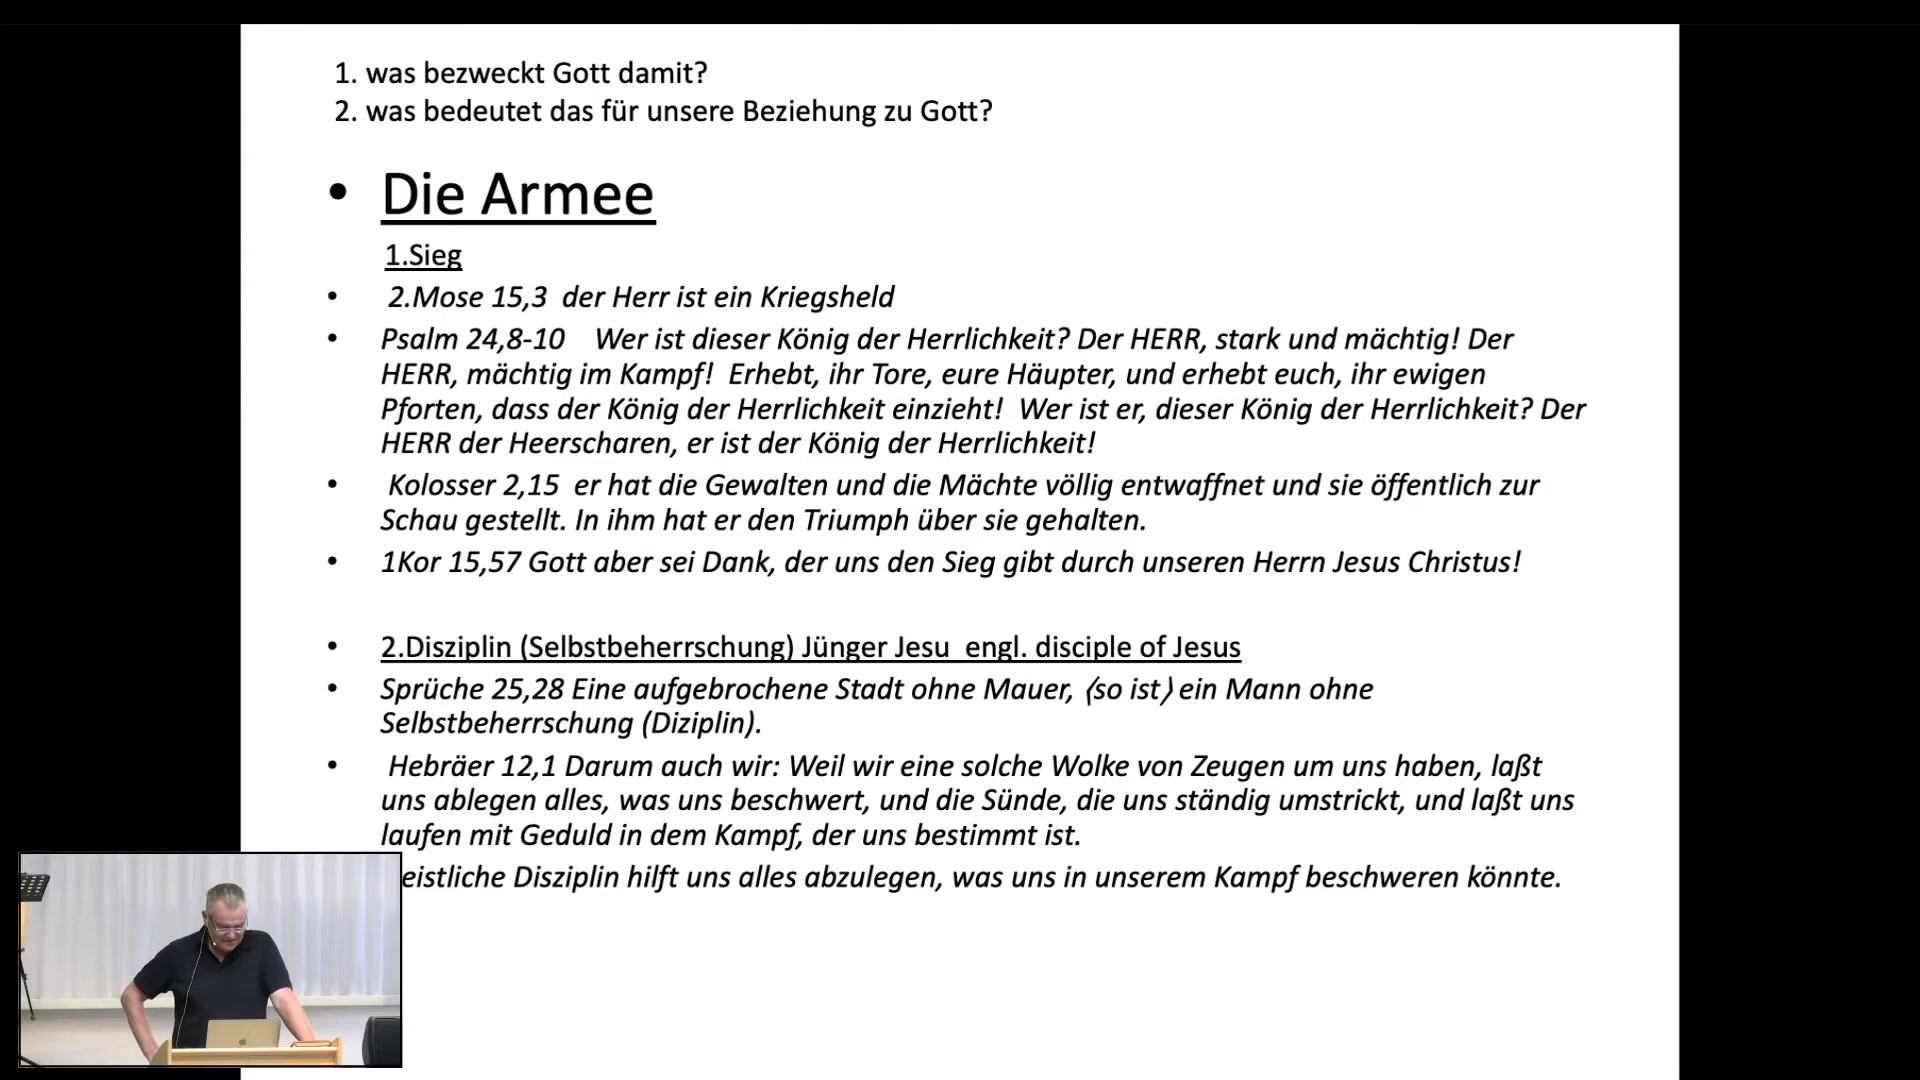 1. was bezweckt Gott damit?
2. was bedeutet das für unsere Beziehung zu Gott?
• Die Armee
1.Sieg
• 2.Mose 15,3 der Herr ist ein Kriegsheld
• Psalm 24,8-10 Wer ist dieser König der Herrlichkeit? Der HERR, stark und mächtig! Der
HERR, mächtig im Kampf! Erhebt, ihr Tore, eure Häupter, und erhebt euch, ihr ewigen
Pforten, dass der König der Herrlichkeit einzieht! Wer ist er, dieser König der Herrlichkeit? Der
HERR der Heerscharen, er ist der König der Herrlichkeit!
• Kolosser 2,15 er hat die Gewalten und die Mächte völlig entwaffnet und sie öffentlich zur
Schau gestellt. In ihm hat er den Triumph über sie gehalten.
• 1Kor 15,57 Gott aber sei Dank, der uns den Sieg gibt durch unseren Herrn Jesus Christus!
• 2.Disziplin (Selbstbeherrschung) Jünger Jesu engl. disciple of Jesus
• Sprüche 25,28 Eine aufgebrochene Stadt ohne Mauer, ⟨so ist⟩ ein Mann ohne
Selbstbeherrschung (Diziplin).
• Hebräer 12,1 Darum auch wir: Weil wir eine solche Wolke von Zeugen um uns haben, laßt
uns ablegen alles, was uns beschwert, und die Sünde, die uns ständig umstrickt, und laßt uns
laufen mit Geduld in dem Kampf, der uns bestimmt ist.
eistliche Disziplin hilft uns alles abzulegen, was uns in unserem Kampf beschweren könnte.